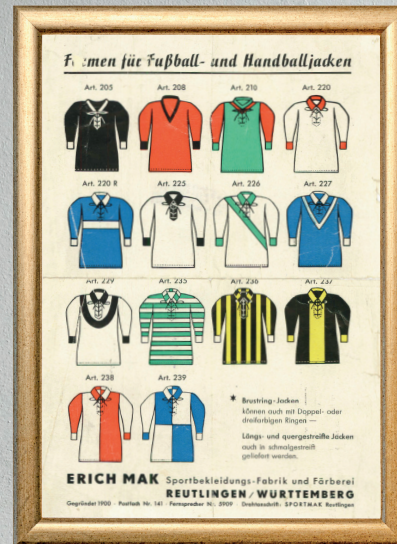 für Fußball- und Handballjacken
Art. 205 Art. 208 Art. 210 Art. 220
Art. 220 R Art. 225 Art. 226 Art. 227
Art. 229 Art. 235 Art. 236 Art. 237
Art. 238 Art. 239
* Brustring-Jacken
können auch mit Doppel- oder
dreifarbigen Ringen —
Längs- und quergestreifte Jacken
auch in schmalgestreift
geliefert werden.
ERICH MAK Sportbekleidungs-Fabrik und Färberei
REUTLINGEN/WÜRTTEMBERG
Gegründet 1900 · Postfach Nr. 141 · Fernsprecher Nr. 5909 Drahtanschrift: SPORTMAK Reutlingen